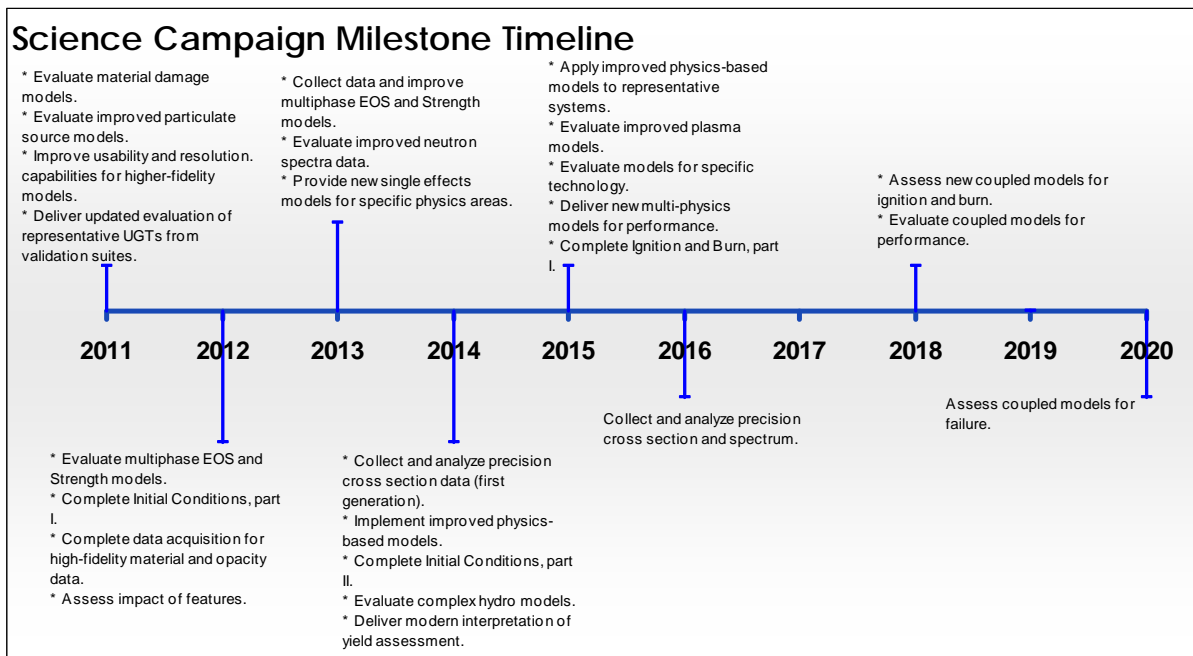 Science Campaign Milestone Timeline
* Evaluate material damage
models.
* Evaluate improved particulate
source models.
* Improve usability and resolution.
capabilities for higher-fidelity
models.
* Deliver updated evaluation of
representative UGTs from
validation suites.
* Collect data and improve
multiphase EOS and Strength
models.
* Evaluate improved neutron
spectra data.
* Provide new single effects
models for specific physics areas.
* Apply improved physics-based
models to representative
systems.
* Evaluate improved plasma
models.
* Evaluate models for specific
technology.
* Deliver new multi-physics
models for performance.
* Complete Ignition and Burn, part
I.
* Assess new coupled models for
ignition and burn.
* Evaluate coupled models for
performance.
2011 2012 2013 2014 2015 2016 2017 2018 2019 2020
* Evaluate multiphase EOS and
Strength models.
* Complete Initial Conditions, part
I.
* Complete data acquisition for
high-fidelity material and opacity
data.
* Assess impact of features.
* Collect and analyze precision
cross section data (first
generation).
* Implement improved physics-
based models.
* Complete Initial Conditions, part
II.
* Evaluate complex hydro models.
* Deliver modern interpretation of
yield assessment.
Collect and analyze precision
cross section and spectrum.
Assess coupled models for
failure.